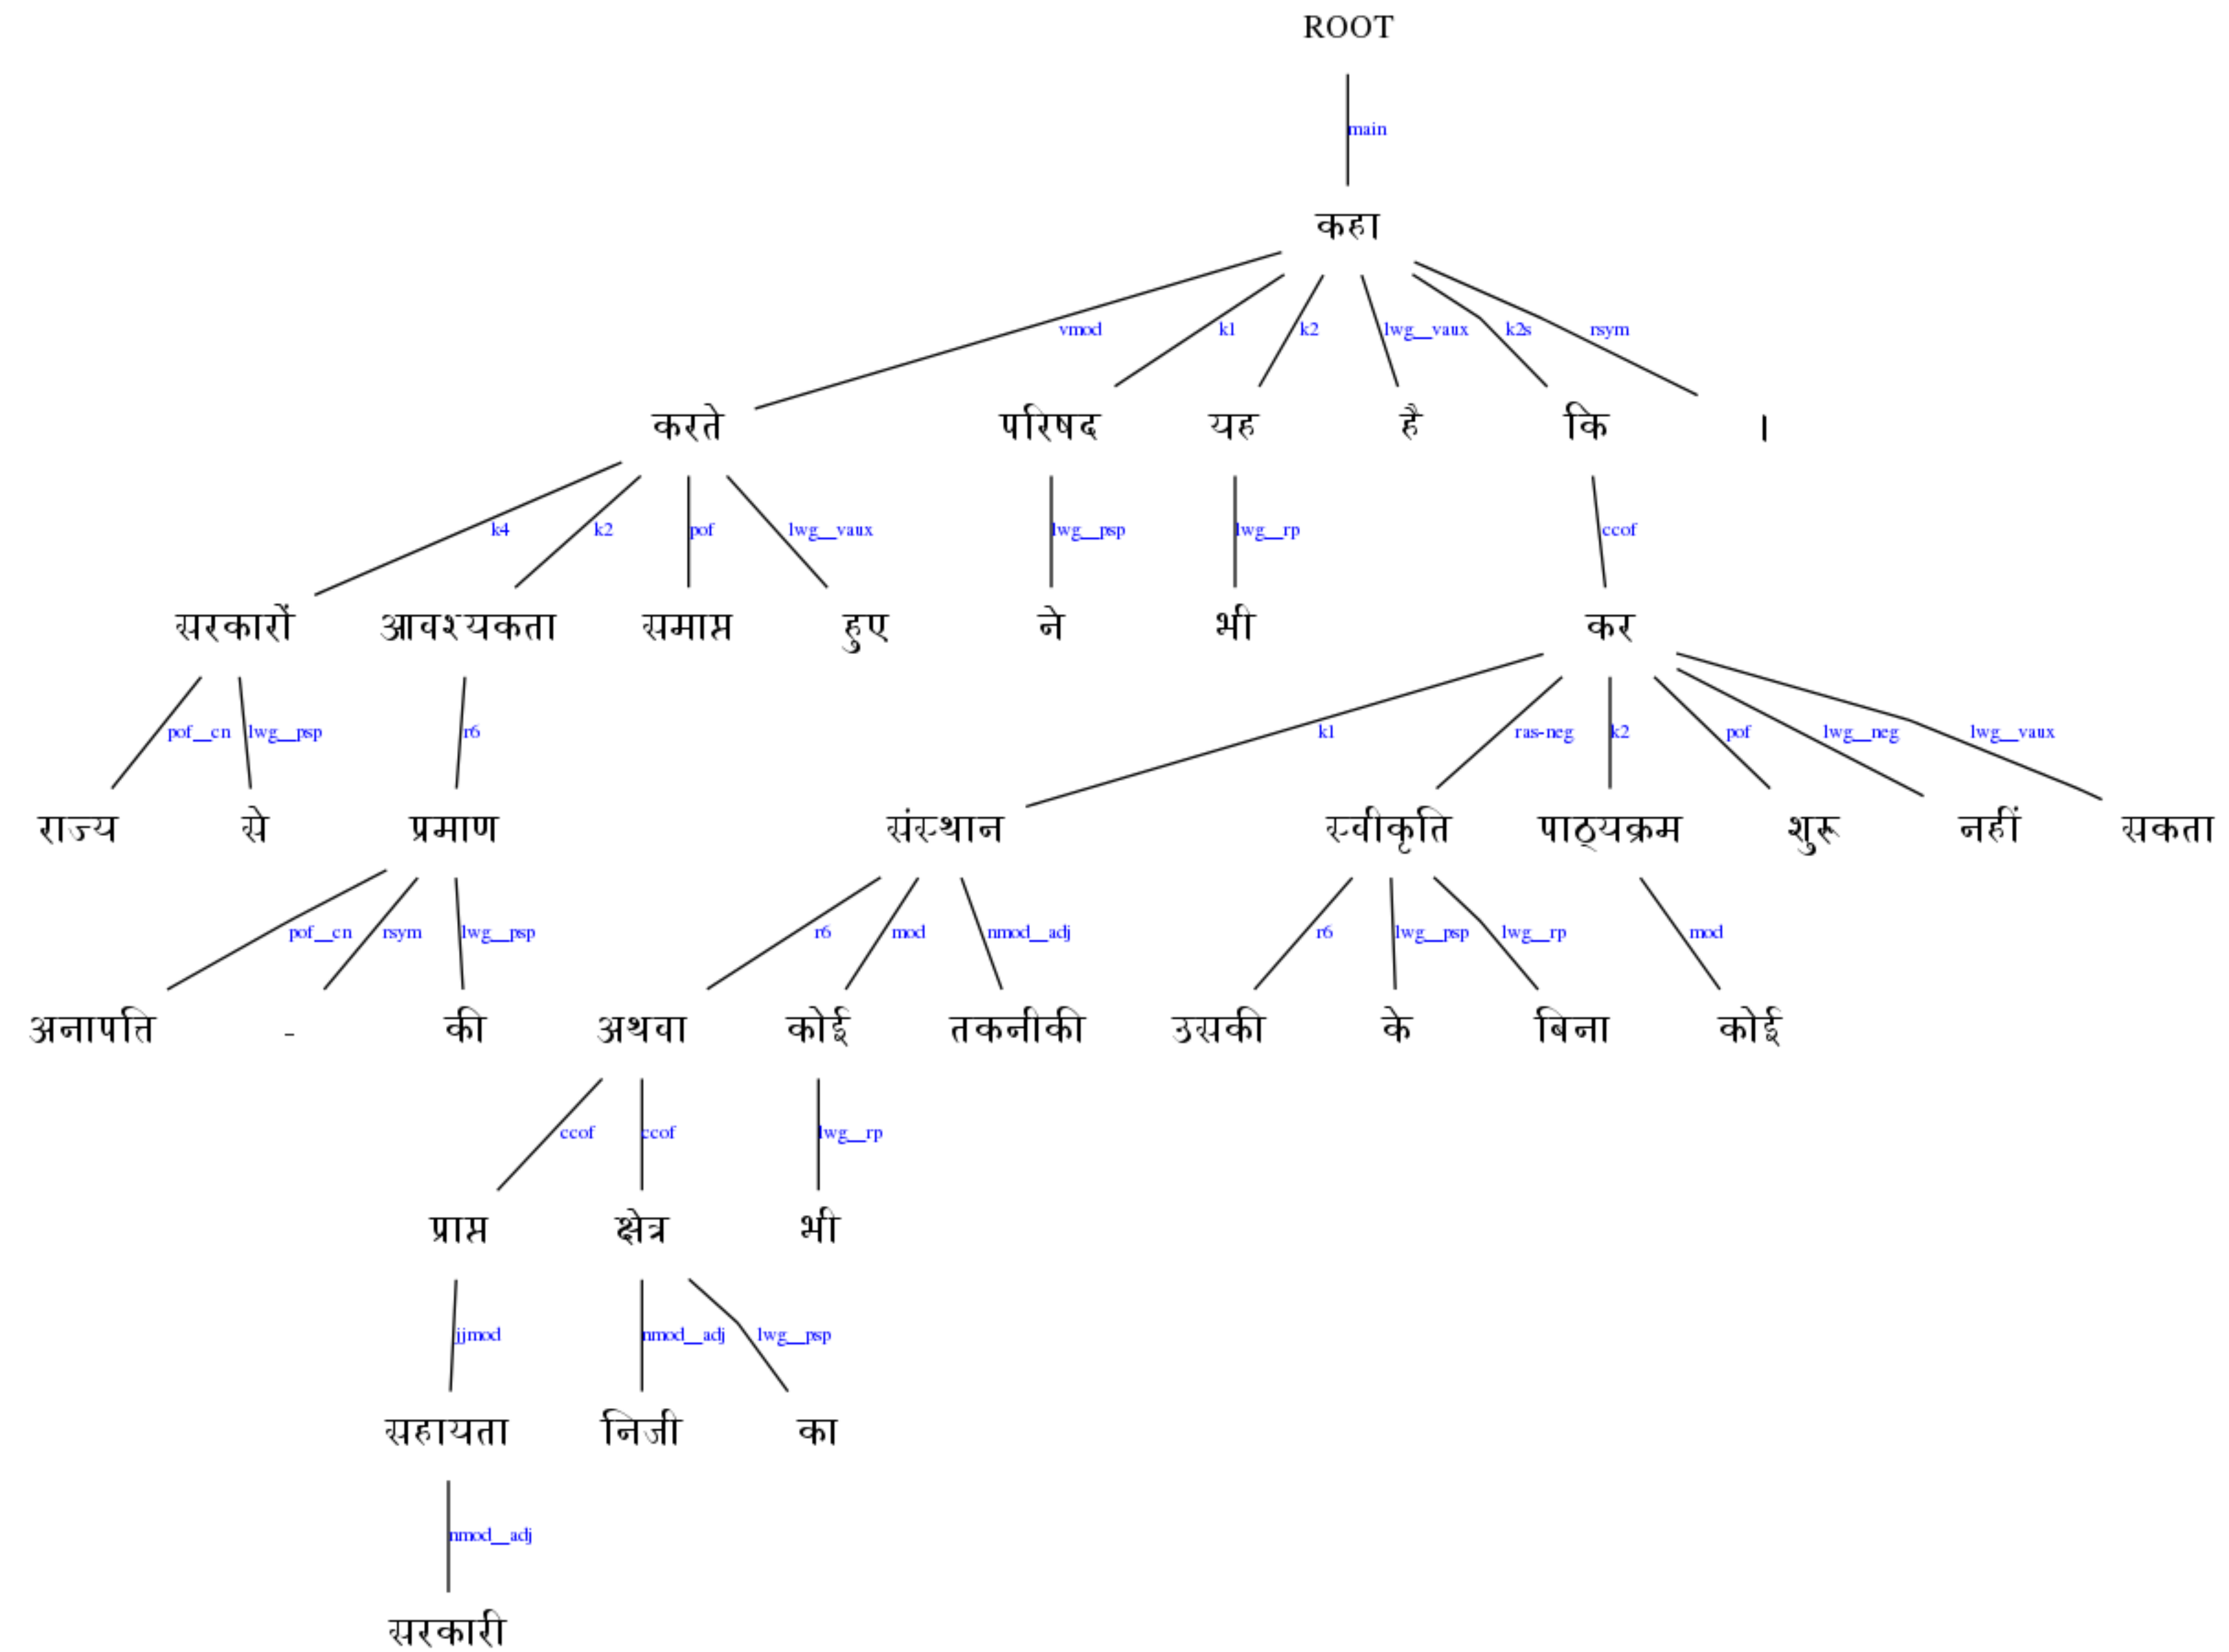 ROOT
main
कहा
vmod k1 k2 lwg__vaux k2s rsym
करते परिषद यह है कि ।
k4 k2 pof lwg__vaux lwg__psp lwg__rp ccof
सरकारों आवश्यकता समाप्त हुए ने भी कर
pof__cn lwg__psp r6 k1 ras-neg k2 pof lwg__neg lwg__vaux
राज्य से प्रमाण संस्थान स्वीकृति पाठ्यक्रम शुरू नहीं सकता
pof__cn rsym lwg__psp r6 mod nmod__adj r6 lwg__psp lwg__rp mod
अनापत्ति - की अथवा कोई तकनीकी उसकी के बिना कोई
ccof ccof lwg__rp
प्राप्त क्षेत्र भी
jjmod nmod__adj lwg__psp
सहायता निजी का
nmod__adj
सरकारी